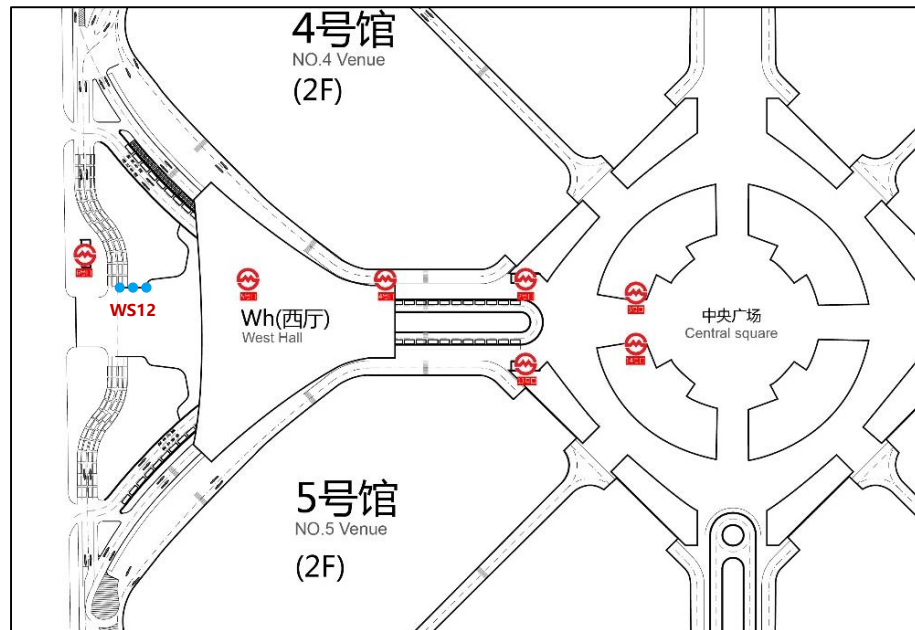 4号馆
NO.4 Venue
(2F)
WS12
Wh(西厅)
West Hall
中央广场
Central square
5号馆
NO.5 Venue
(2F)